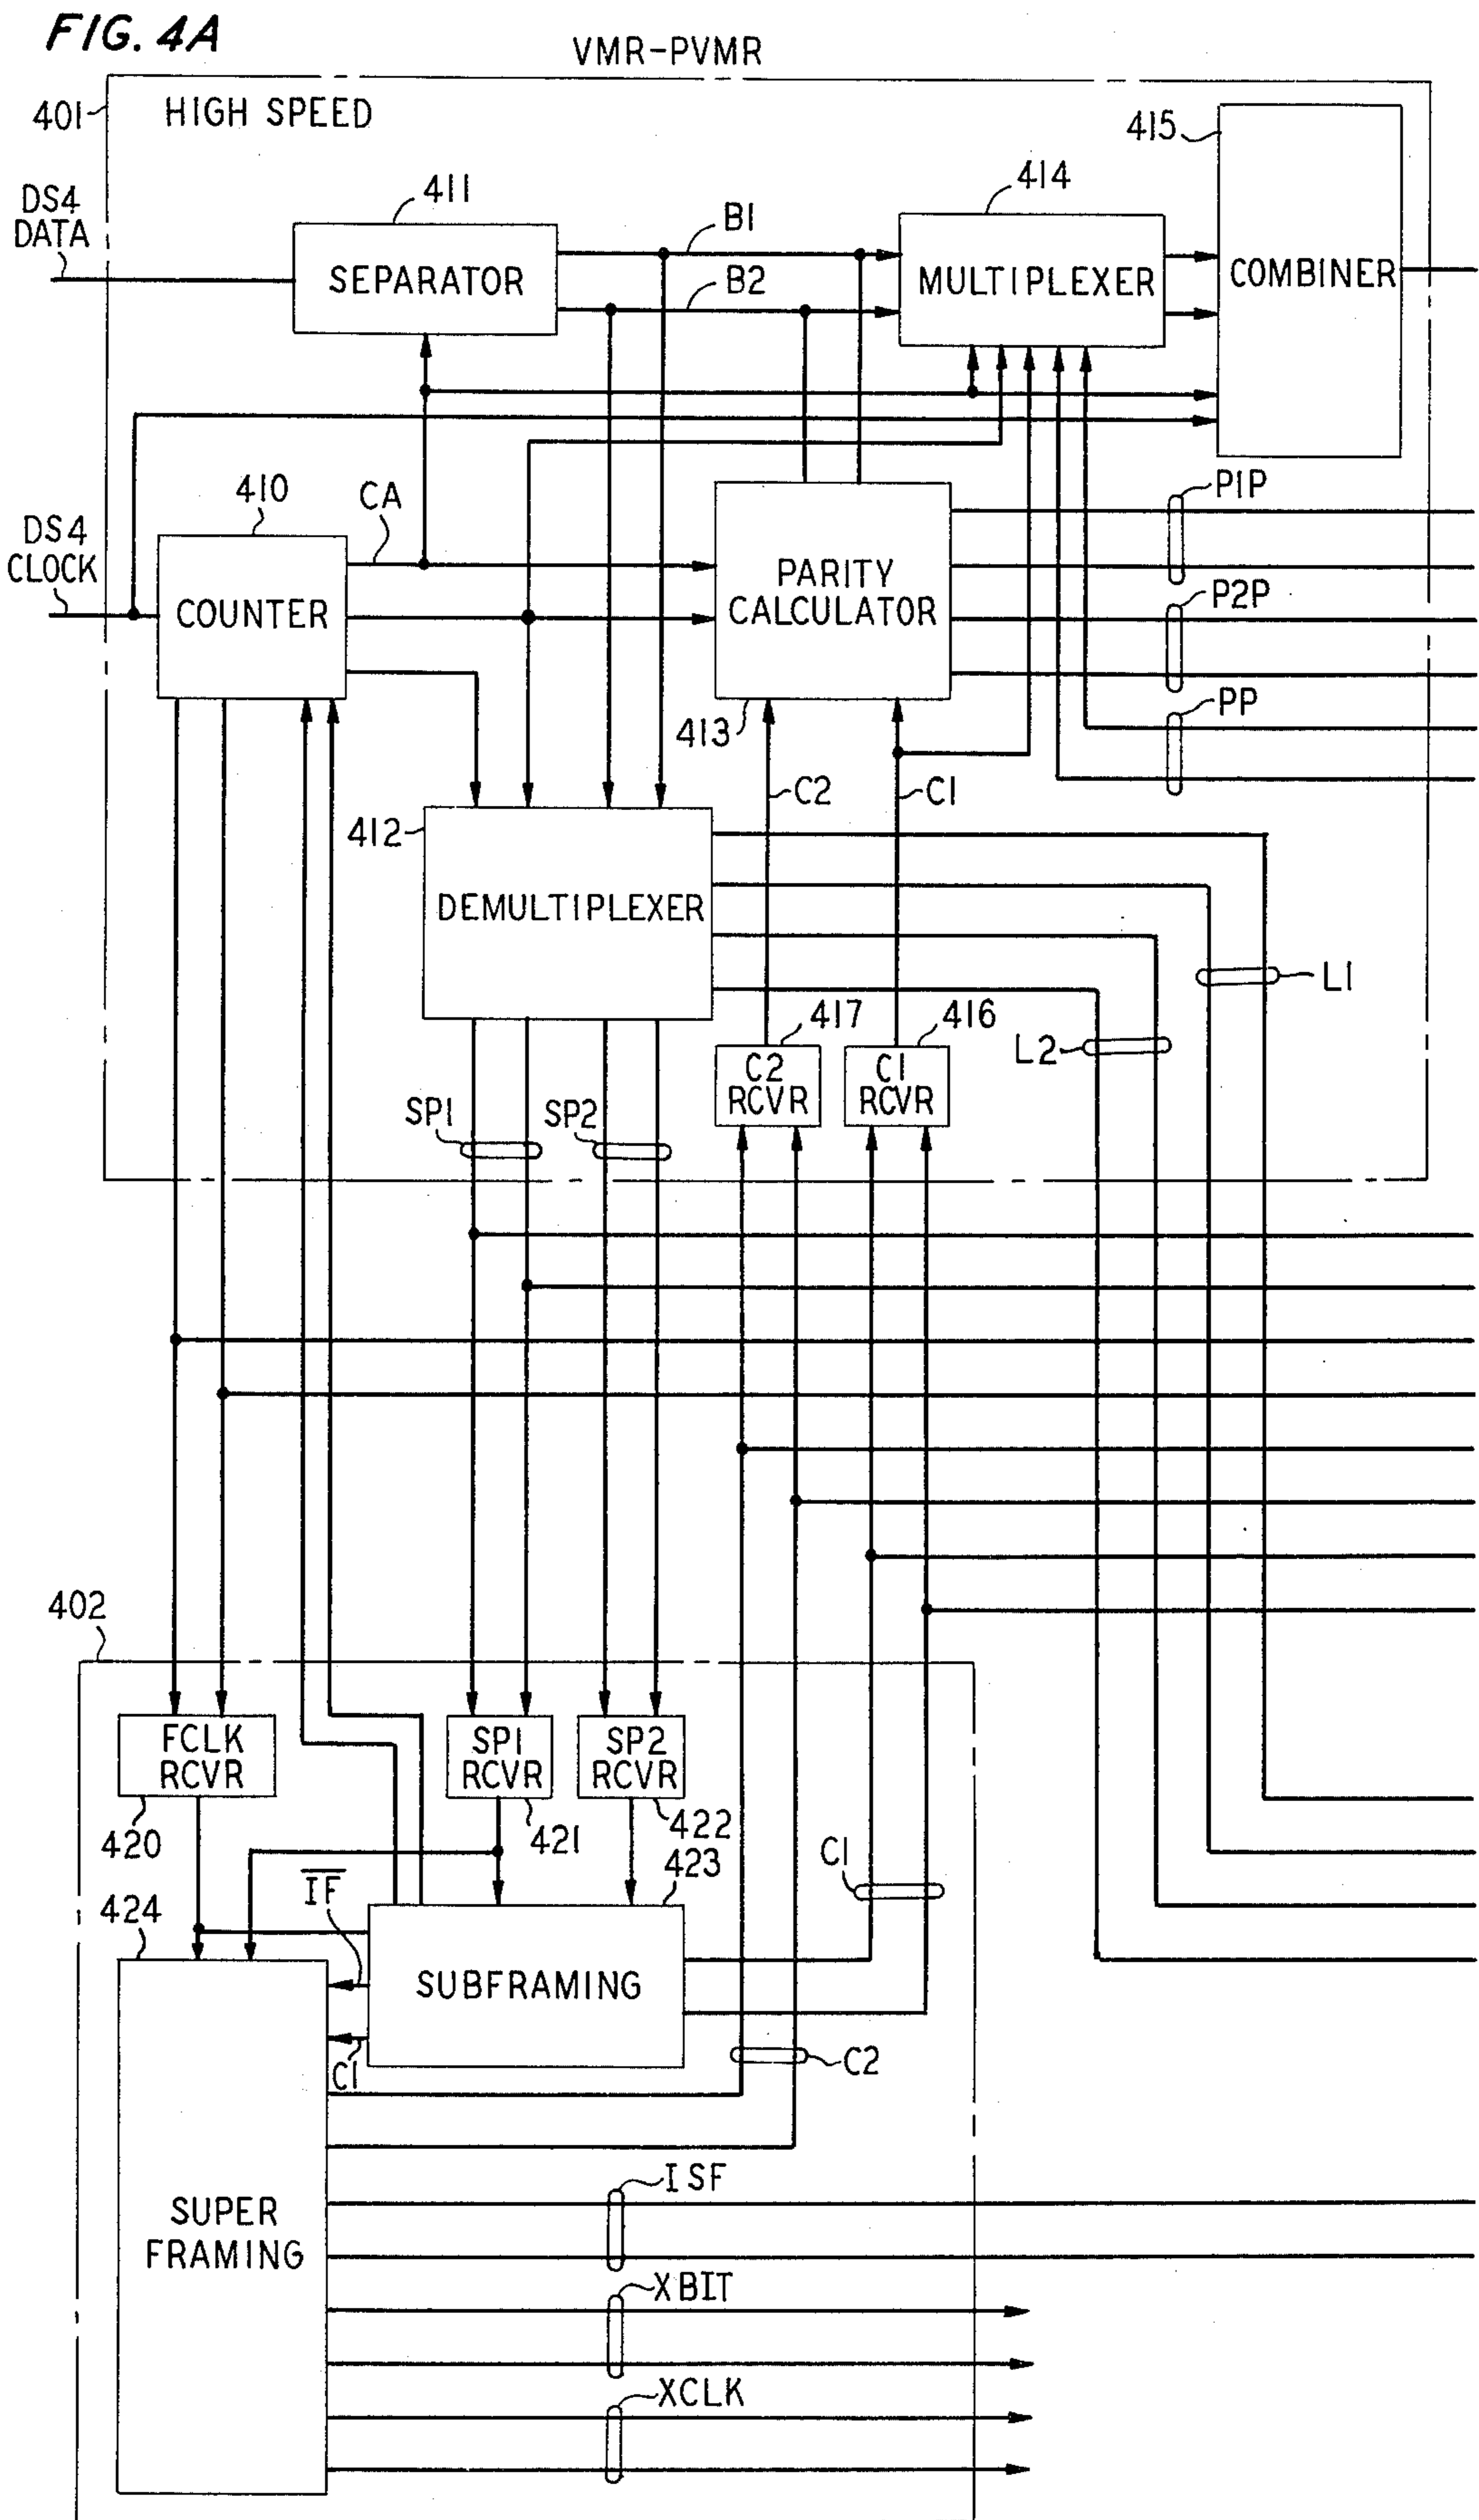 FIG. 4A
VMR-PVMR
401
HIGH SPEED
415
DS4
DATA
411
B1
414
SEPARATOR
B2
MULTIPLEXER
COMBINER
410
CA
P1P
DS4
CLOCK
COUNTER
PARITY
CALCULATOR
P2P
413
PP
C2
C1
412
DEMULTIPLEXER
L1
417
416
L2
C2
RCVR
C1
RCVR
SP1
SP2
402
FCLK
RCVR
SP1
RCVR
SP2
RCVR
420
421
422
423
C1
IF
424
SUBFRAMING
C1
C2
SUPER
FRAMING
ISF
XBIT
XCLK